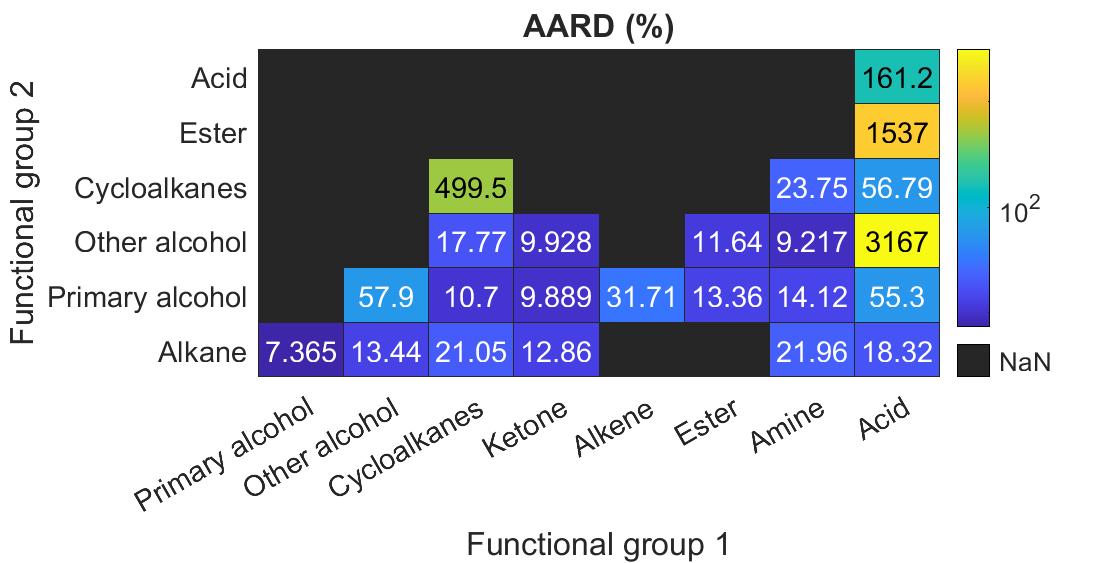 AARD (%)
Functional group 2
Acid 161.2
Ester 1537
Cycloalkanes 499.5 23.75 56.79
Other alcohol 17.77 9.928 11.64 9.217 3167
Primary alcohol 57.9 10.7 9.889 31.71 13.36 14.12 55.3
Alkane 7.365 13.44 21.05 12.86 21.96 18.32
10²
NaN
Primary alcohol
Other alcohol
Cycloalkanes
Ketone
Alkene
Ester
Amine
Acid
Functional group 1